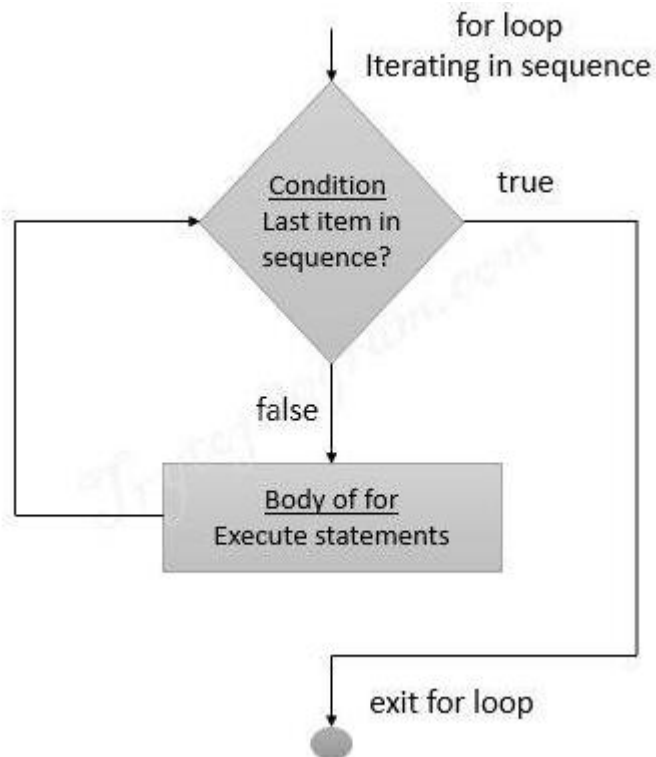 for loop
Iterating in sequence
Condition
Last item in
sequence?
true
false
Body of for
Execute statements
exit for loop